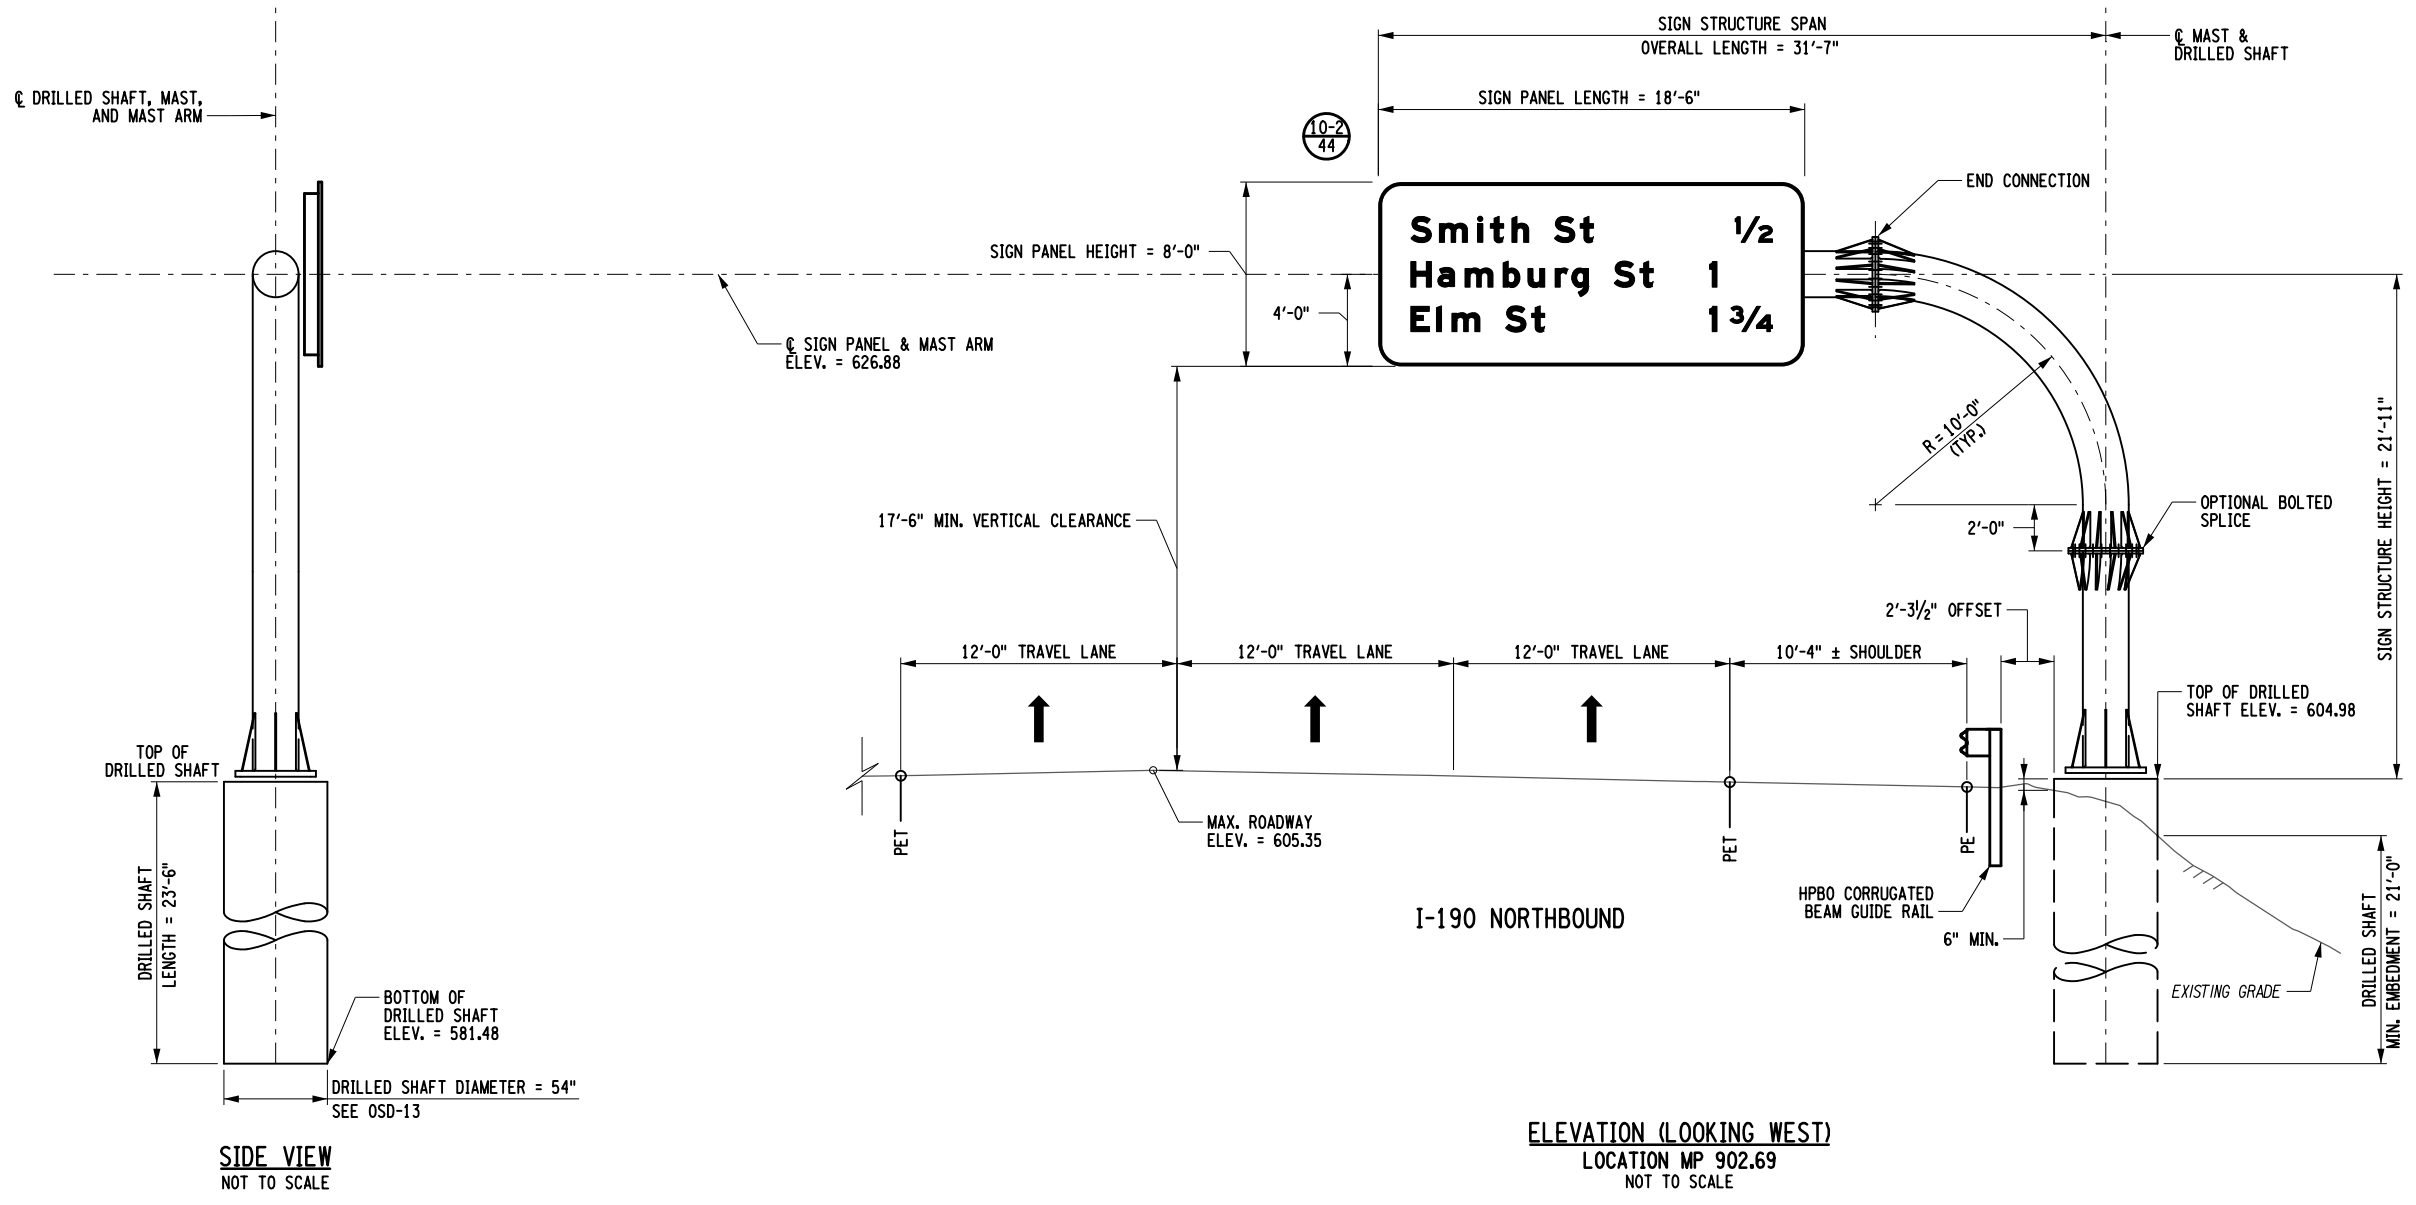 SIGN STRUCTURE SPAN
OVERALL LENGTH = 31'-7"
℄ MAST &
DRILLED SHAFT
℄ DRILLED SHAFT, MAST,
AND MAST ARM
SIGN PANEL LENGTH = 18'-6"
10-2
44
END CONNECTION
Smith St ½
Hamburg St 1
Elm St 1 ¾
SIGN PANEL HEIGHT = 8'-0"
4'-0"
℄ SIGN PANEL & MAST ARM
ELEV. = 626.88
R = 10'-0"
(TYP.)
SIGN STRUCTURE HEIGHT = 21'-11"
17'-6" MIN. VERTICAL CLEARANCE
2'-0"
OPTIONAL BOLTED
SPLICE
2'-3½" OFFSET
12'-0" TRAVEL LANE
12'-0" TRAVEL LANE
12'-0" TRAVEL LANE
10'-4" ± SHOULDER
TOP OF DRILLED
SHAFT ELEV. = 604.98
TOP OF
DRILLED SHAFT
PET
MAX. ROADWAY
ELEV. = 605.35
PET
PE
DRILLED SHAFT
LENGTH = 23'-6"
HPBO CORRUGATED
BEAM GUIDE RAIL
I-190 NORTHBOUND
6" MIN.
DRILLED SHAFT
MIN. EMBEDMENT = 21'-0"
EXISTING GRADE
BOTTOM OF
DRILLED SHAFT
ELEV. = 581.48
DRILLED SHAFT DIAMETER = 54"
SEE OSD-13
SIDE VIEW
NOT TO SCALE
ELEVATION (LOOKING WEST)
LOCATION MP 902.69
NOT TO SCALE